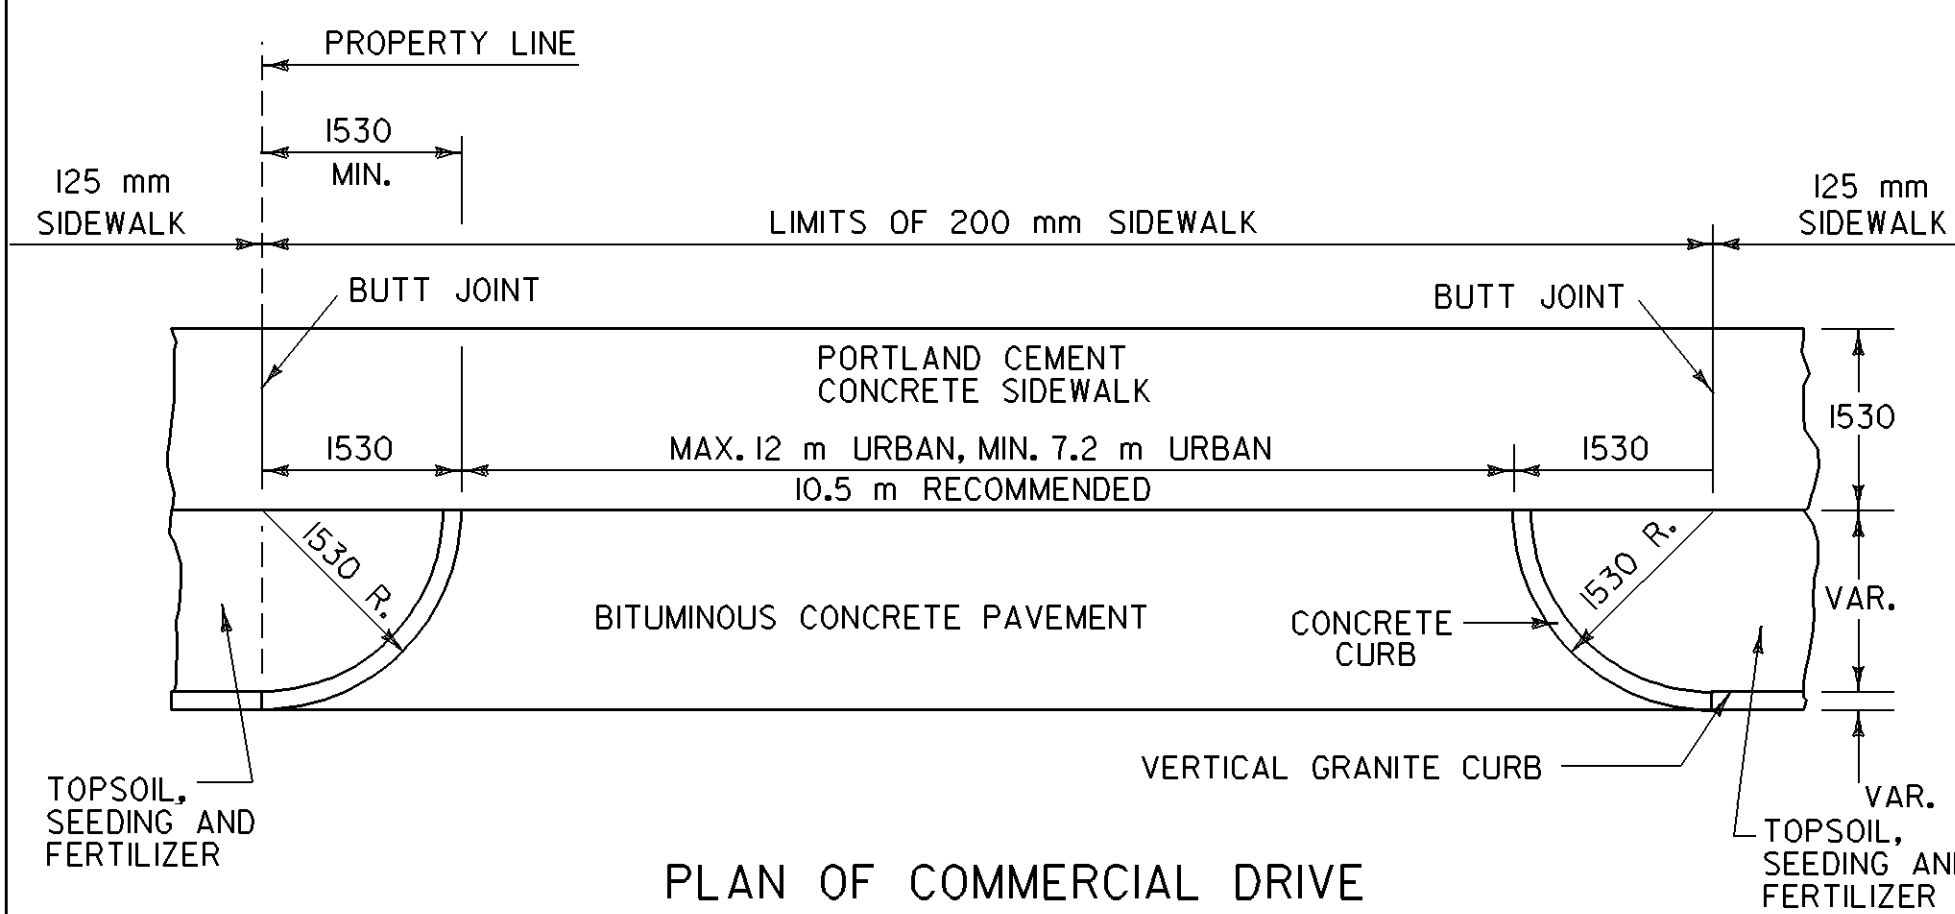 PROPERTY LINE
1530
MIN.
125 mm
SIDEWALK
LIMITS OF 200 mm SIDEWALK
125 mm
SIDEWALK
BUTT JOINT
BUTT JOINT
PORTLAND CEMENT
CONCRETE SIDEWALK
1530
1530
MAX. 12 m URBAN, MIN. 7.2 m URBAN
1530
10.5 m RECOMMENDED
1530 R.
1530 R.
BITUMINOUS CONCRETE PAVEMENT
CONCRETE
CURB
VAR.
VERTICAL GRANITE CURB
TOPSOIL,
SEEDING AND
FERTILIZER
VAR.
TOPSOIL,
SEEDING AND
FERTILIZER
PLAN OF COMMERCIAL DRIVE